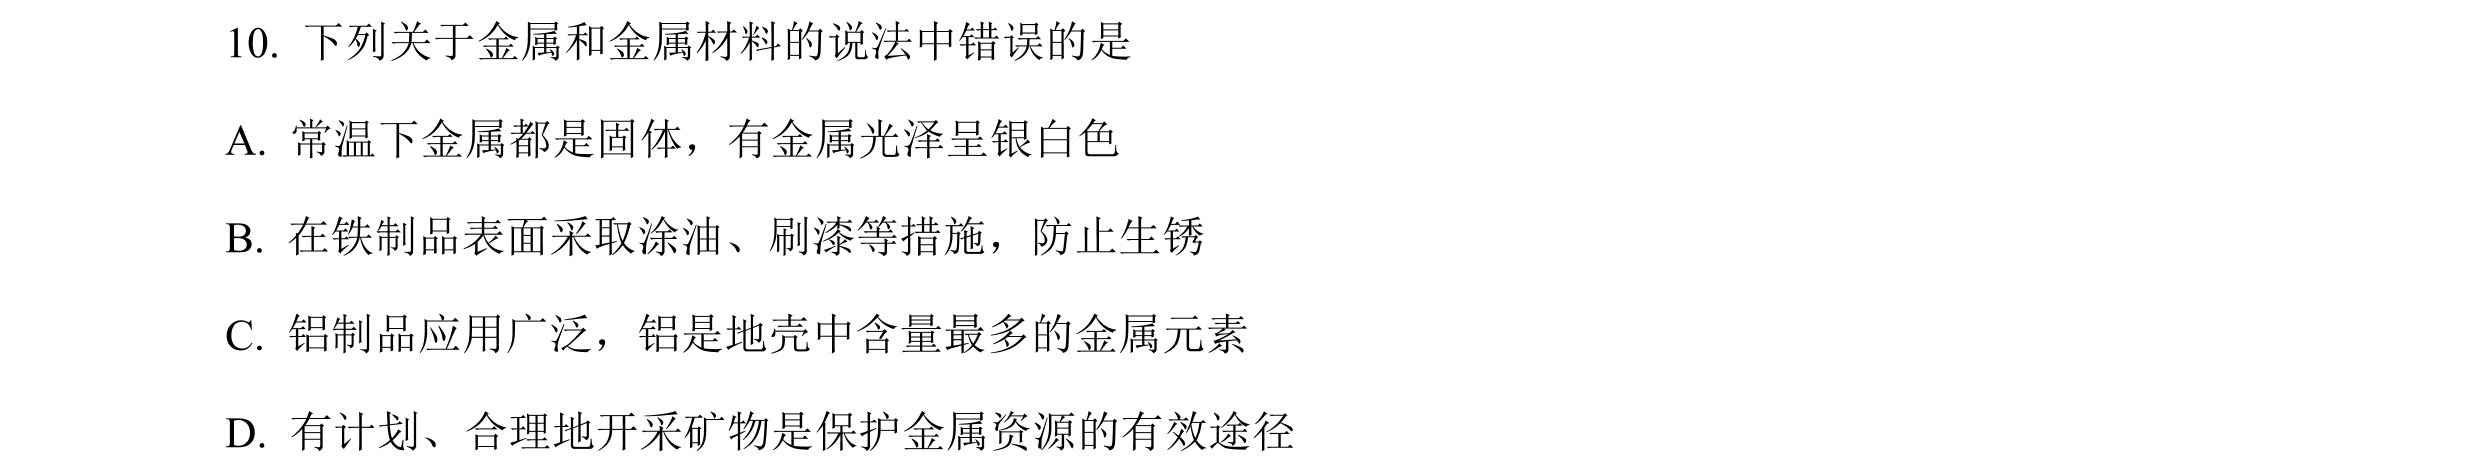 10. 下列关于金属和金属材料的说法中错误的是
A. 常温下金属都是固体，有金属光泽呈银白色
B. 在铁制品表面采取涂油、刷漆等措施，防止生锈
C. 铝制品应用广泛，铝是地壳中含量最多的金属元素
D. 有计划、合理地开采矿物是保护金属资源的有效途径